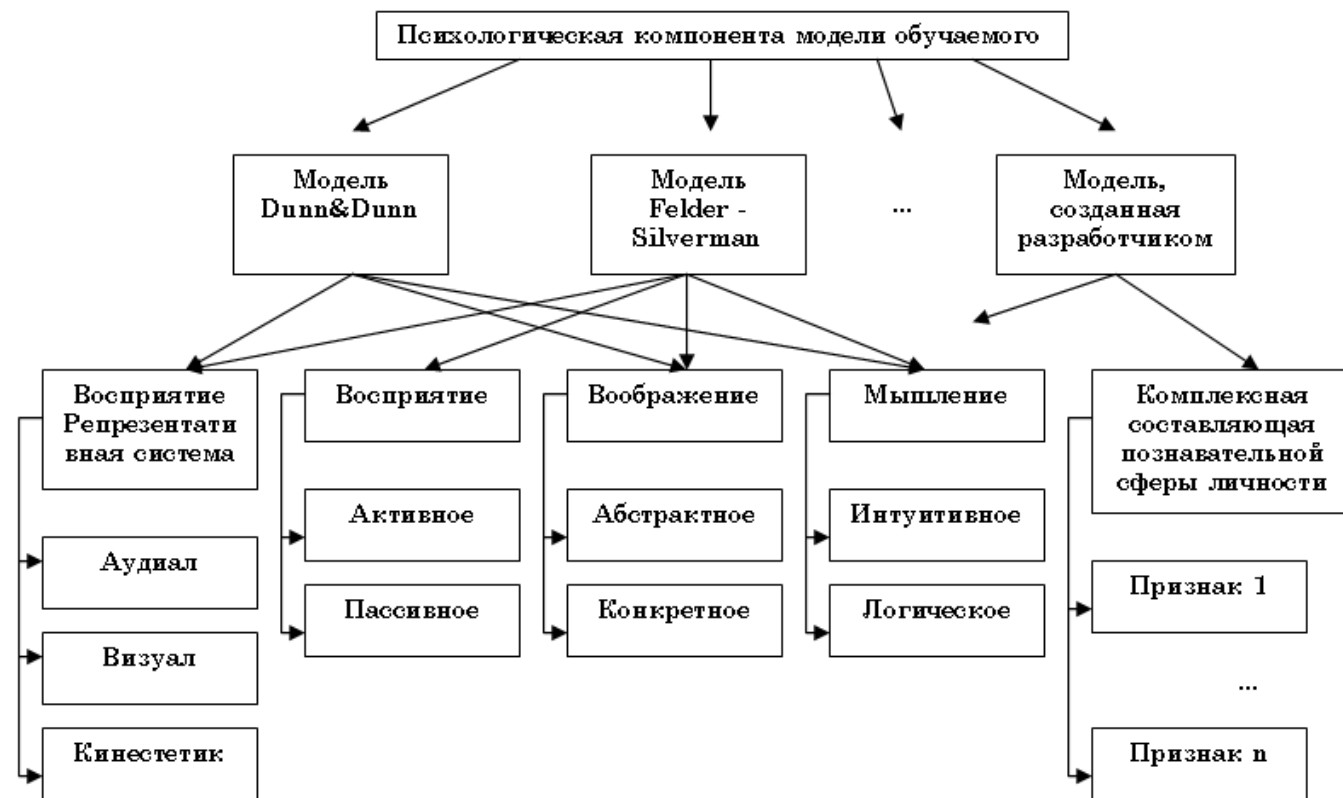 Психологическая компонента модели обучаемого
Модель
Dunn&Dunn
Модель
Felder -
Silverman
...
Модель,
созданная
разработчиком
Восприятие
Репрезентати
вная система
Восприятие
Воображение
Мышление
Комплексная
составляющая
познавательной
сферы личности
Аудиал
Визуал
Кинестетик
Активное
Пассивное
Абстрактное
Конкретное
Интуитивное
Логическое
Признак 1
...
Признак n